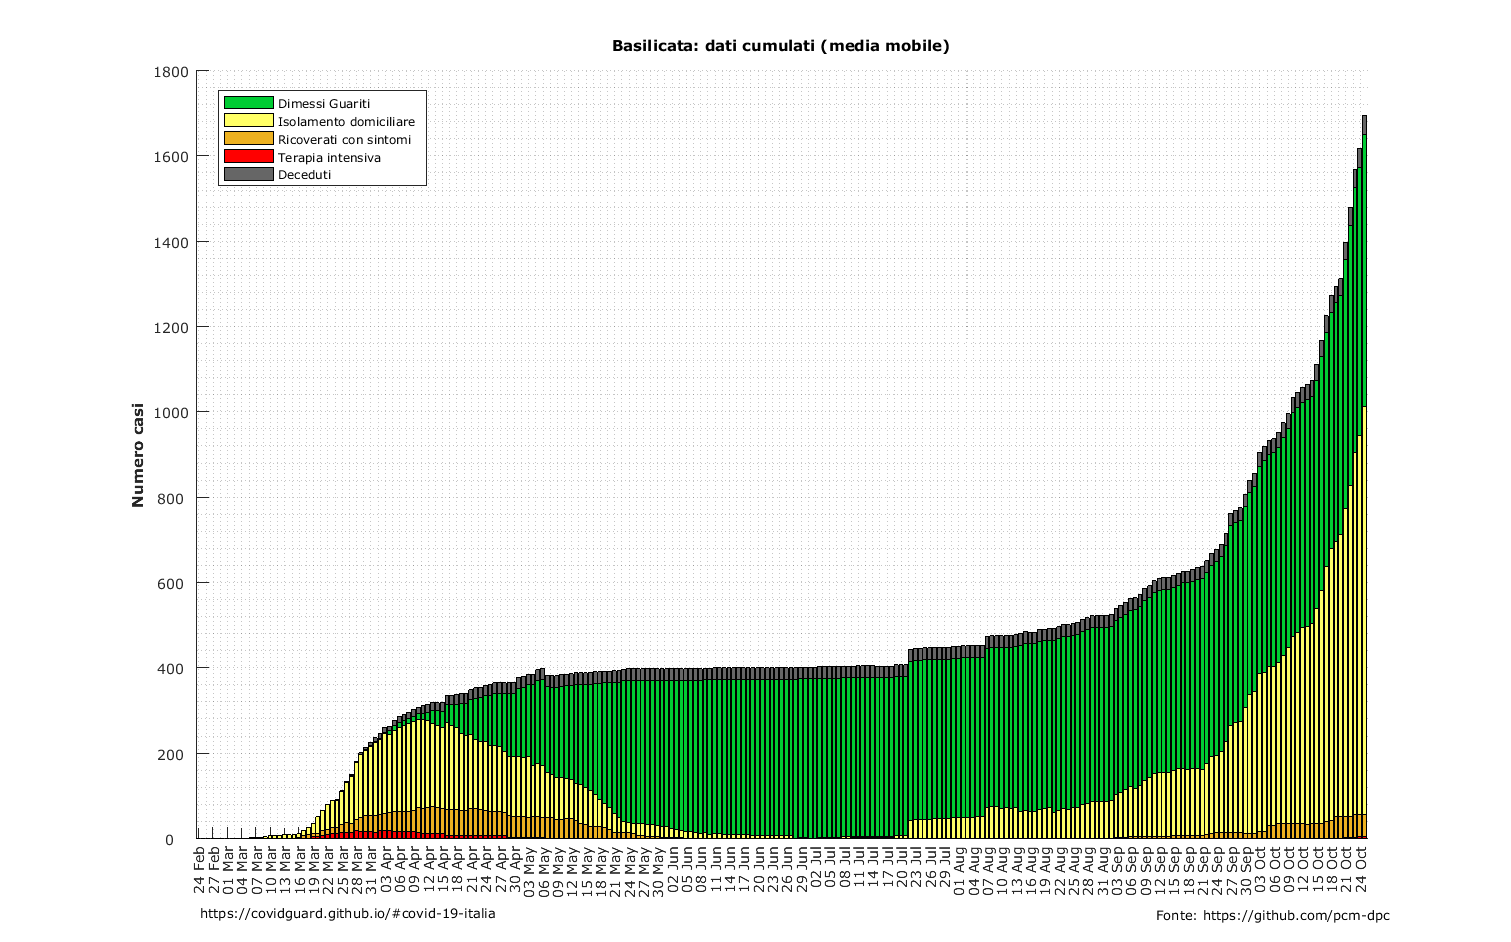 Basilicata: dati cumulati (media mobile)
Dimessi Guariti
Isolamento domiciliare
Ricoverati con sintomi
Terapia intensiva
Deceduti
Numero casi
1800
1600
1400
1200
1000
800
600
400
200
0
24 Feb
27 Feb
01 Mar
04 Mar
07 Mar
10 Mar
13 Mar
16 Mar
19 Mar
22 Mar
25 Mar
28 Mar
31 Mar
03 Apr
06 Apr
09 Apr
12 Apr
15 Apr
18 Apr
21 Apr
24 Apr
27 Apr
30 Apr
03 May
06 May
09 May
12 May
15 May
18 May
21 May
24 May
27 May
30 May
02 Jun
05 Jun
08 Jun
11 Jun
14 Jun
17 Jun
20 Jun
23 Jun
26 Jun
29 Jun
02 Jul
05 Jul
08 Jul
11 Jul
14 Jul
17 Jul
20 Jul
23 Jul
26 Jul
29 Jul
01 Aug
04 Aug
07 Aug
10 Aug
13 Aug
16 Aug
19 Aug
22 Aug
25 Aug
28 Aug
31 Aug
03 Sep
06 Sep
09 Sep
12 Sep
15 Sep
18 Sep
21 Sep
24 Sep
27 Sep
30 Sep
03 Oct
06 Oct
09 Oct
12 Oct
15 Oct
18 Oct
21 Oct
24 Oct
https://covidguard.github.io/#covid-19-italia
Fonte: https://github.com/pcm-dpc